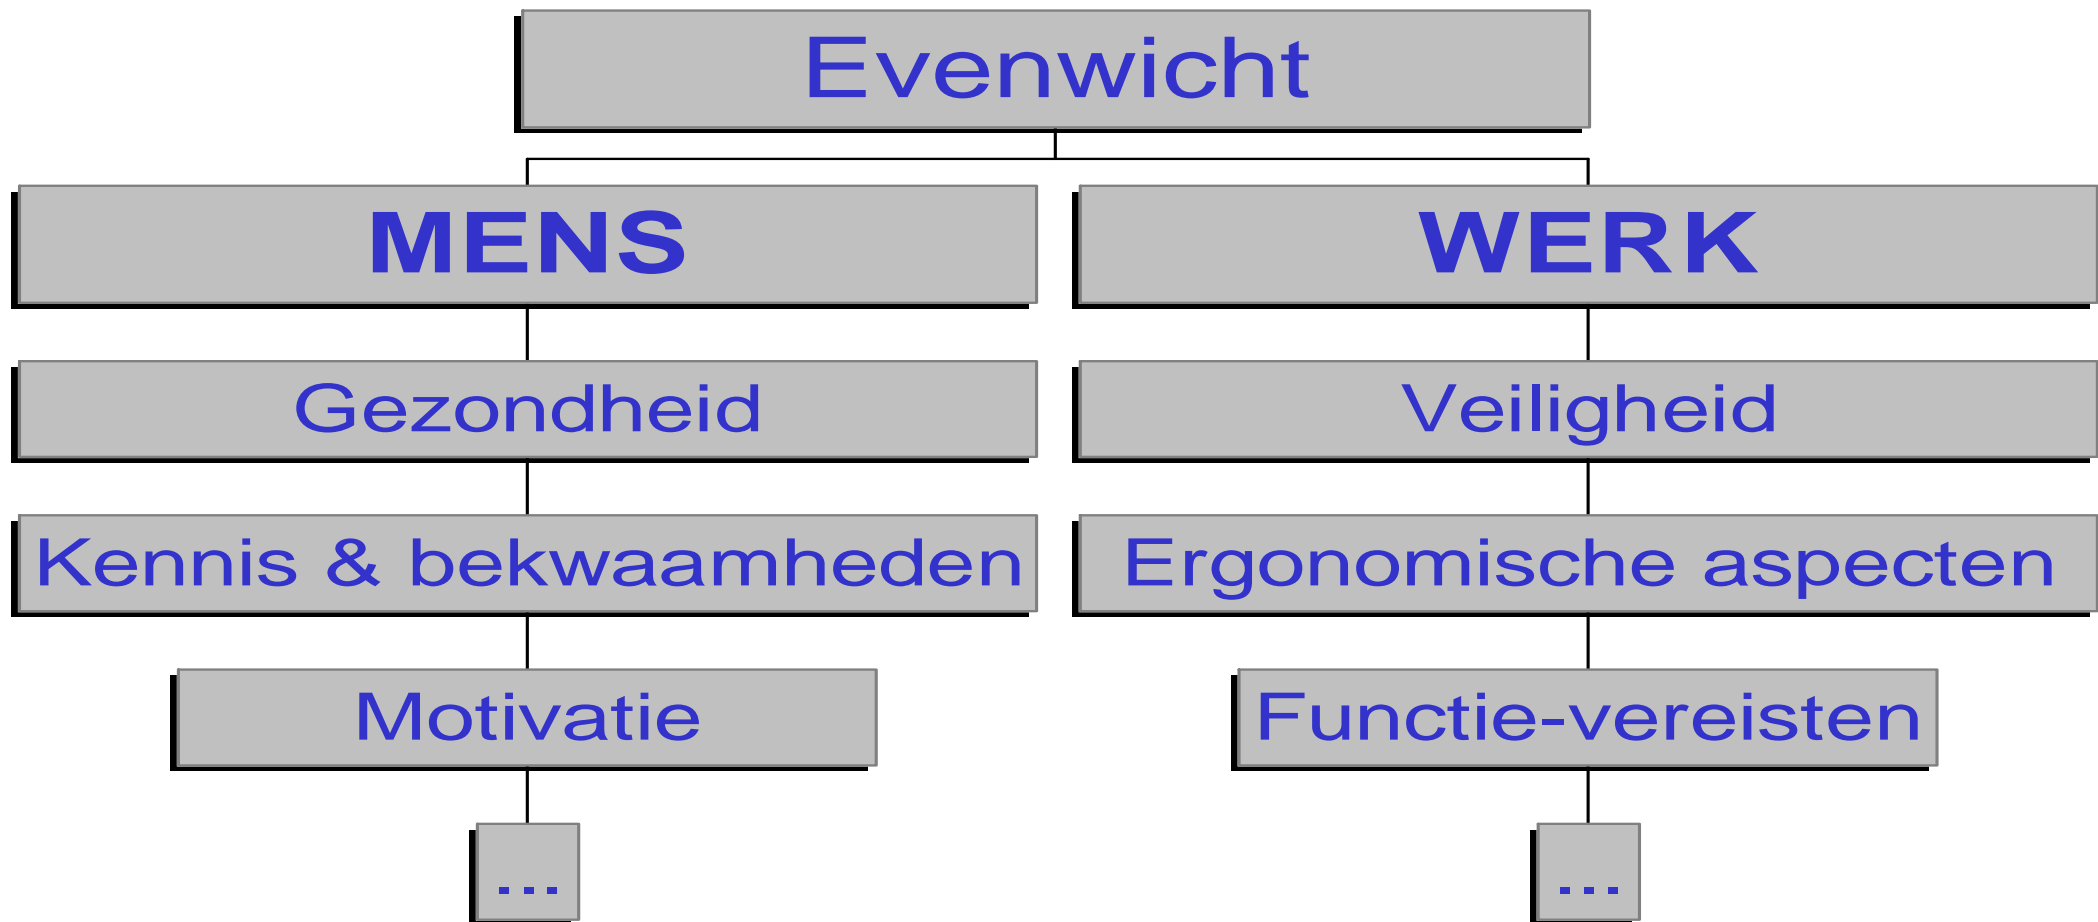 Evenwicht
MENS
WERK
Gezondheid
Veiligheid
Kennis & bekwaamheden
Ergonomische aspecten
Motivatie
Functie-vereisten
...
...